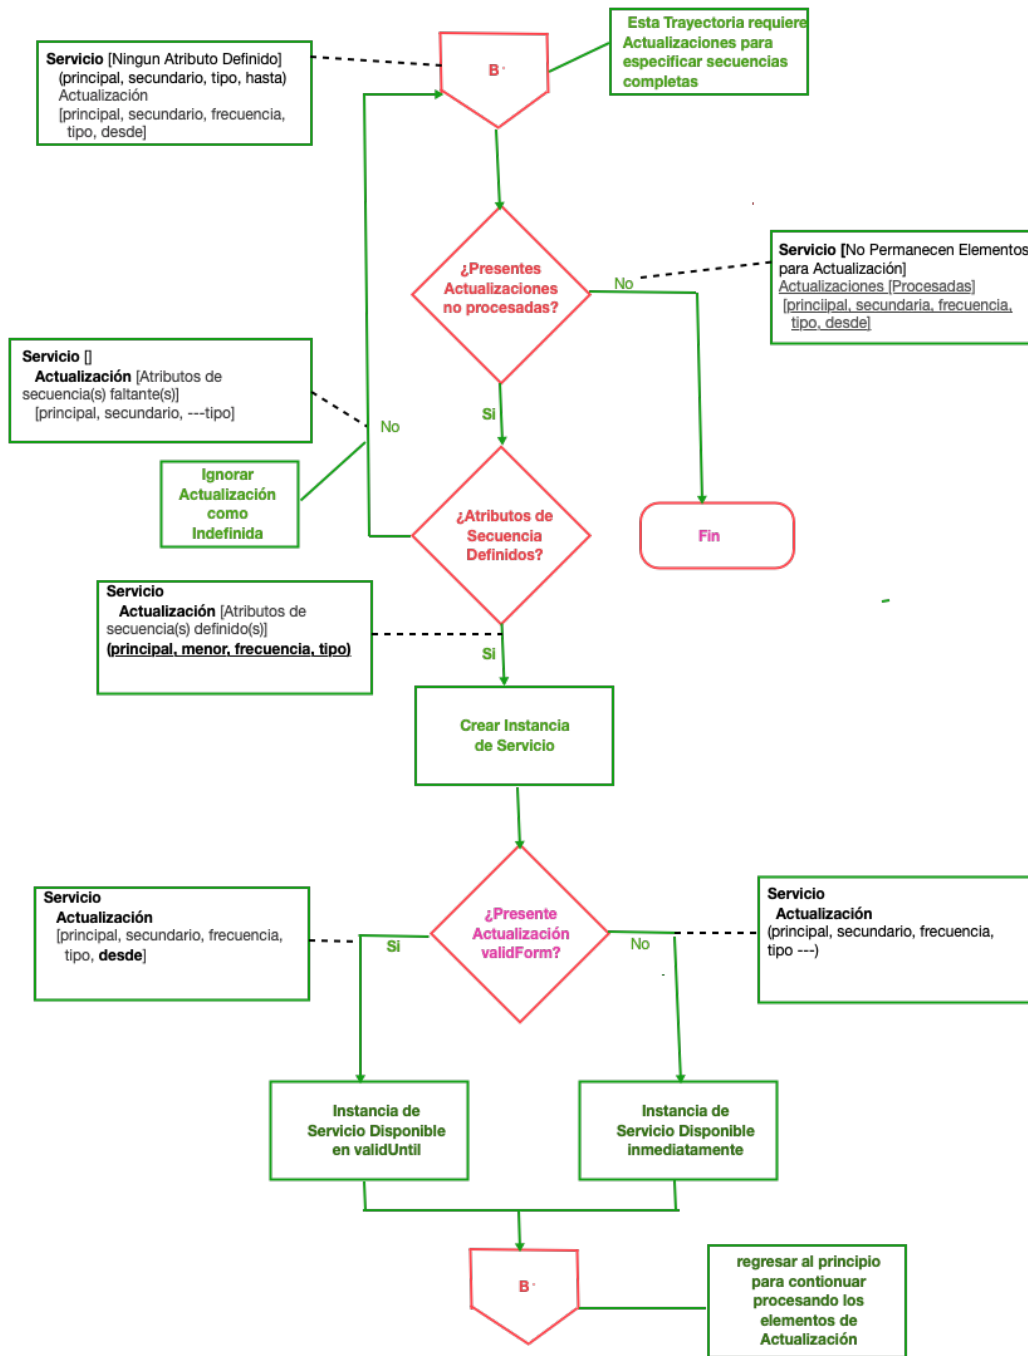 Servicio [Ningun Atributo Definido]
(principal, secundario, tipo, hasta)
Actualización
[principal, secundario, frecuencia,
tipo, desde]
B
Esta Trayectoria requiere
Actualizaciones para
especificar secuencias
completas
¿Presentes
Actualizaciones
no procesadas?
No
Servicio [No Permanecen Elementos
para Actualización]
Actualizaciones [Procesadas]
[princiipal, secundaria, frecuencia,
tipo, desde]
Servicio []
Actualización [Atributos de
secuencia(s) faltante(s)]
[principal, secundario, ---tipo]
Si
No
Ignorar
Actualización
como
Indefinida
¿Atributos de
Secuencia
Definidos?
Fin
Servicio
Actualización [Atributos de
secuencia(s) definido(s)]
(principal, menor, frecuencia, tipo)
Si
Crear Instancia
de Servicio
Servicio
Actualización
[principal, secundario, frecuencia,
tipo, desde]
Si
¿Presente
Actualización
validForm?
No
Servicio
Actualización
(principal, secundario, frecuencia,
tipo ---)
Instancia de
Servicio Disponible
en validUntil
Instancia de
Servicio Disponible
inmediatamente
B
regresar al principio
para contionuar
procesando los
elementos de
Actualización